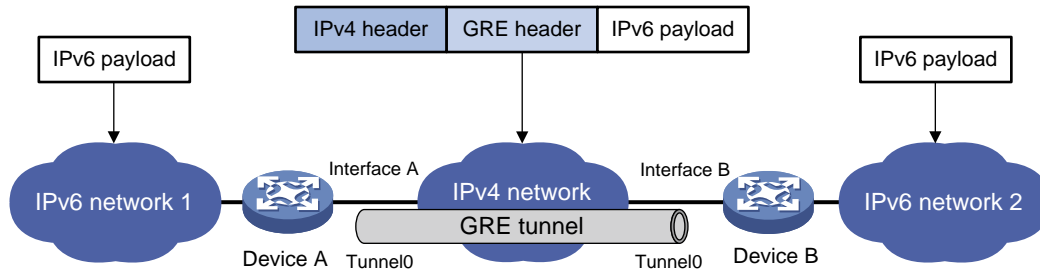 IPv4 header GRE header IPv6 payload
IPv6 payload
IPv6 payload
Interface A
Interface B
IPv6 network 1
IPv4 network
IPv6 network 2
GRE tunnel
Device A
Tunnel0
Tunnel0
Device B